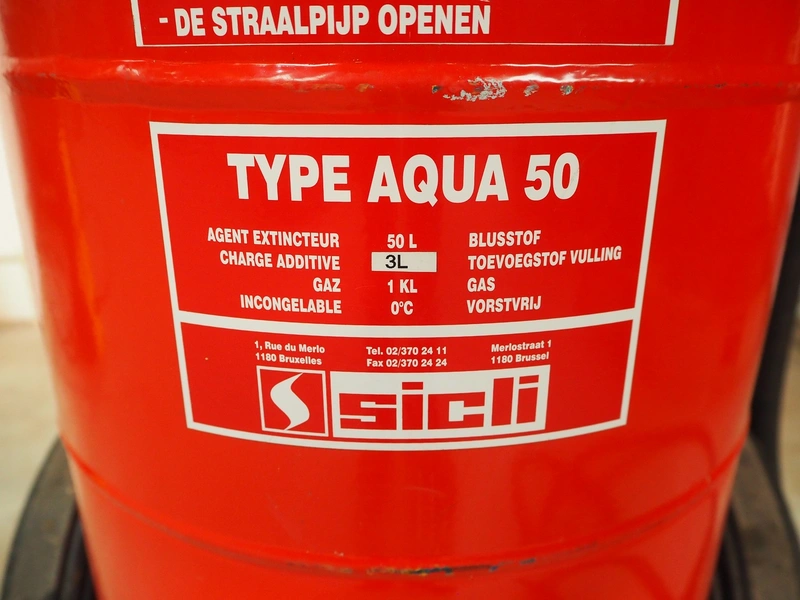 - DE STRAALPIJP OPENEN
TYPE AQUA 50
AGENT EXTINCTEUR 50 L BLUSSTOF
CHARGE ADDITIVE 3L TOEVOEGSTOF VULLING
GAZ 1 KL GAS
INCONGELABLE 0°C VORSTVRIJ
1, Rue du Merlo Tel. 02/370 24 11 Merlostraat 1
1180 Bruxelles Fax 02/370 24 24 1180 Brussel
sicli